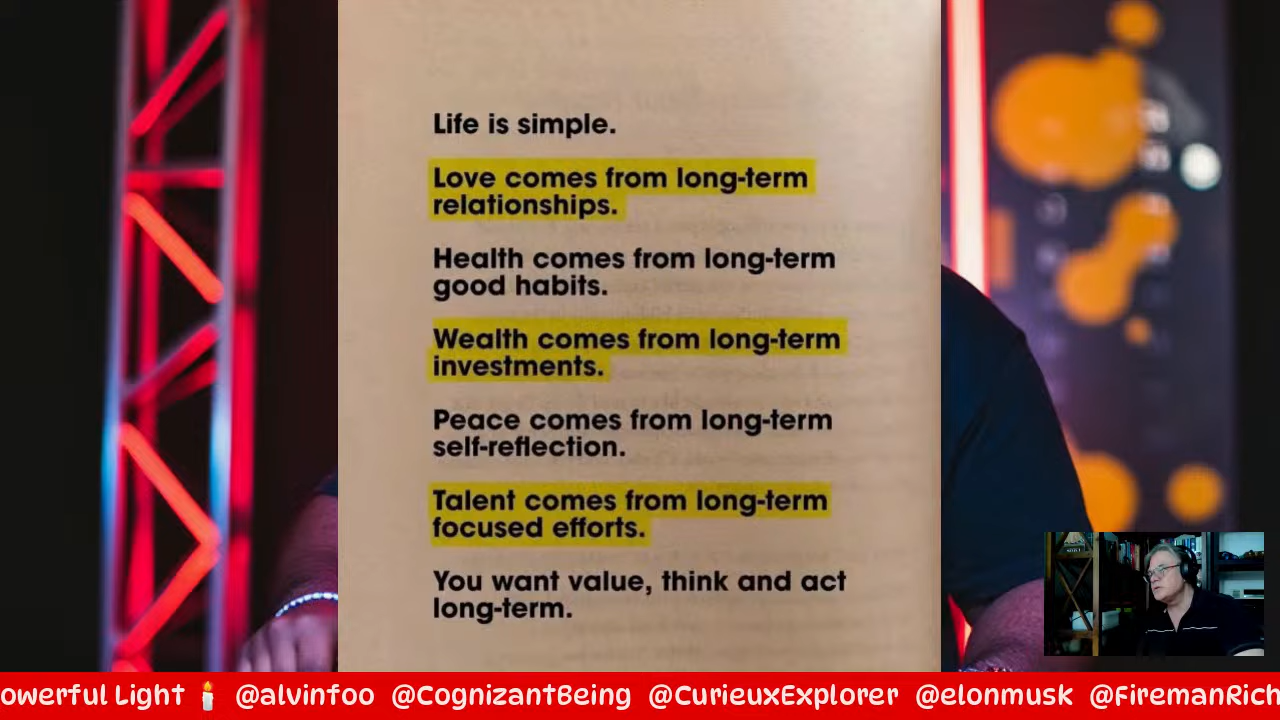 Life is simple.
Love comes from long-term
relationships.
Health comes from long-term
good habits.
Wealth comes from long-term
investments.
Peace comes from long-term
self-reflection.
Talent comes from long-term
focused efforts.
You want value, think and act
long-term.
owerful Light 🕯️ @alvinfoo @CognizantBeing @CurieuxExplorer @elonmusk @FiremanRich